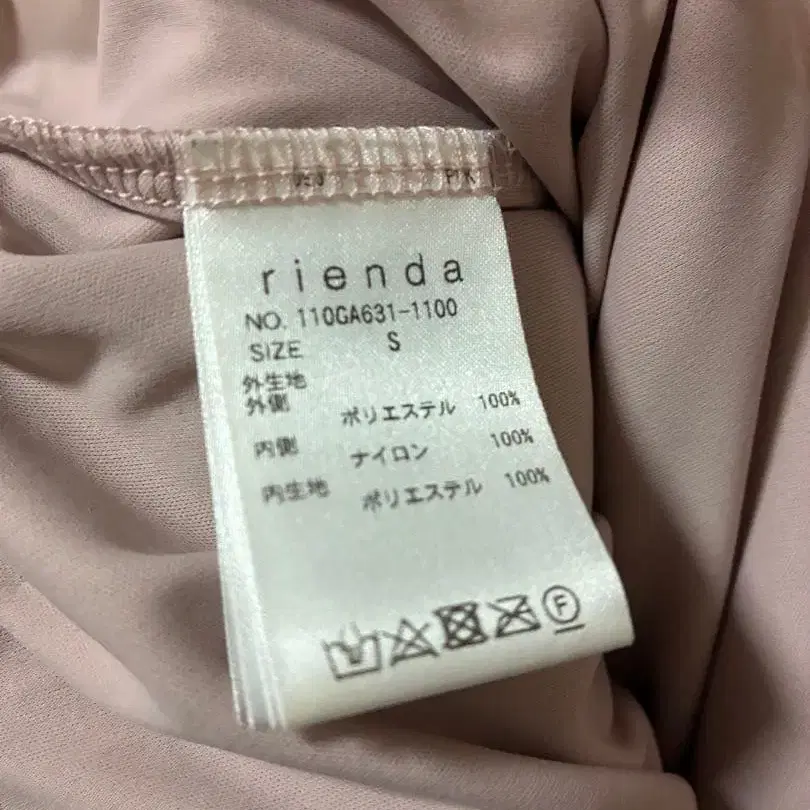 rienda
NO. 110GA631-1100
SIZE S
外生地
外側 ポリエステル 100%
内側 ナイロン 100%
内生地 ポリエステル 100%
F